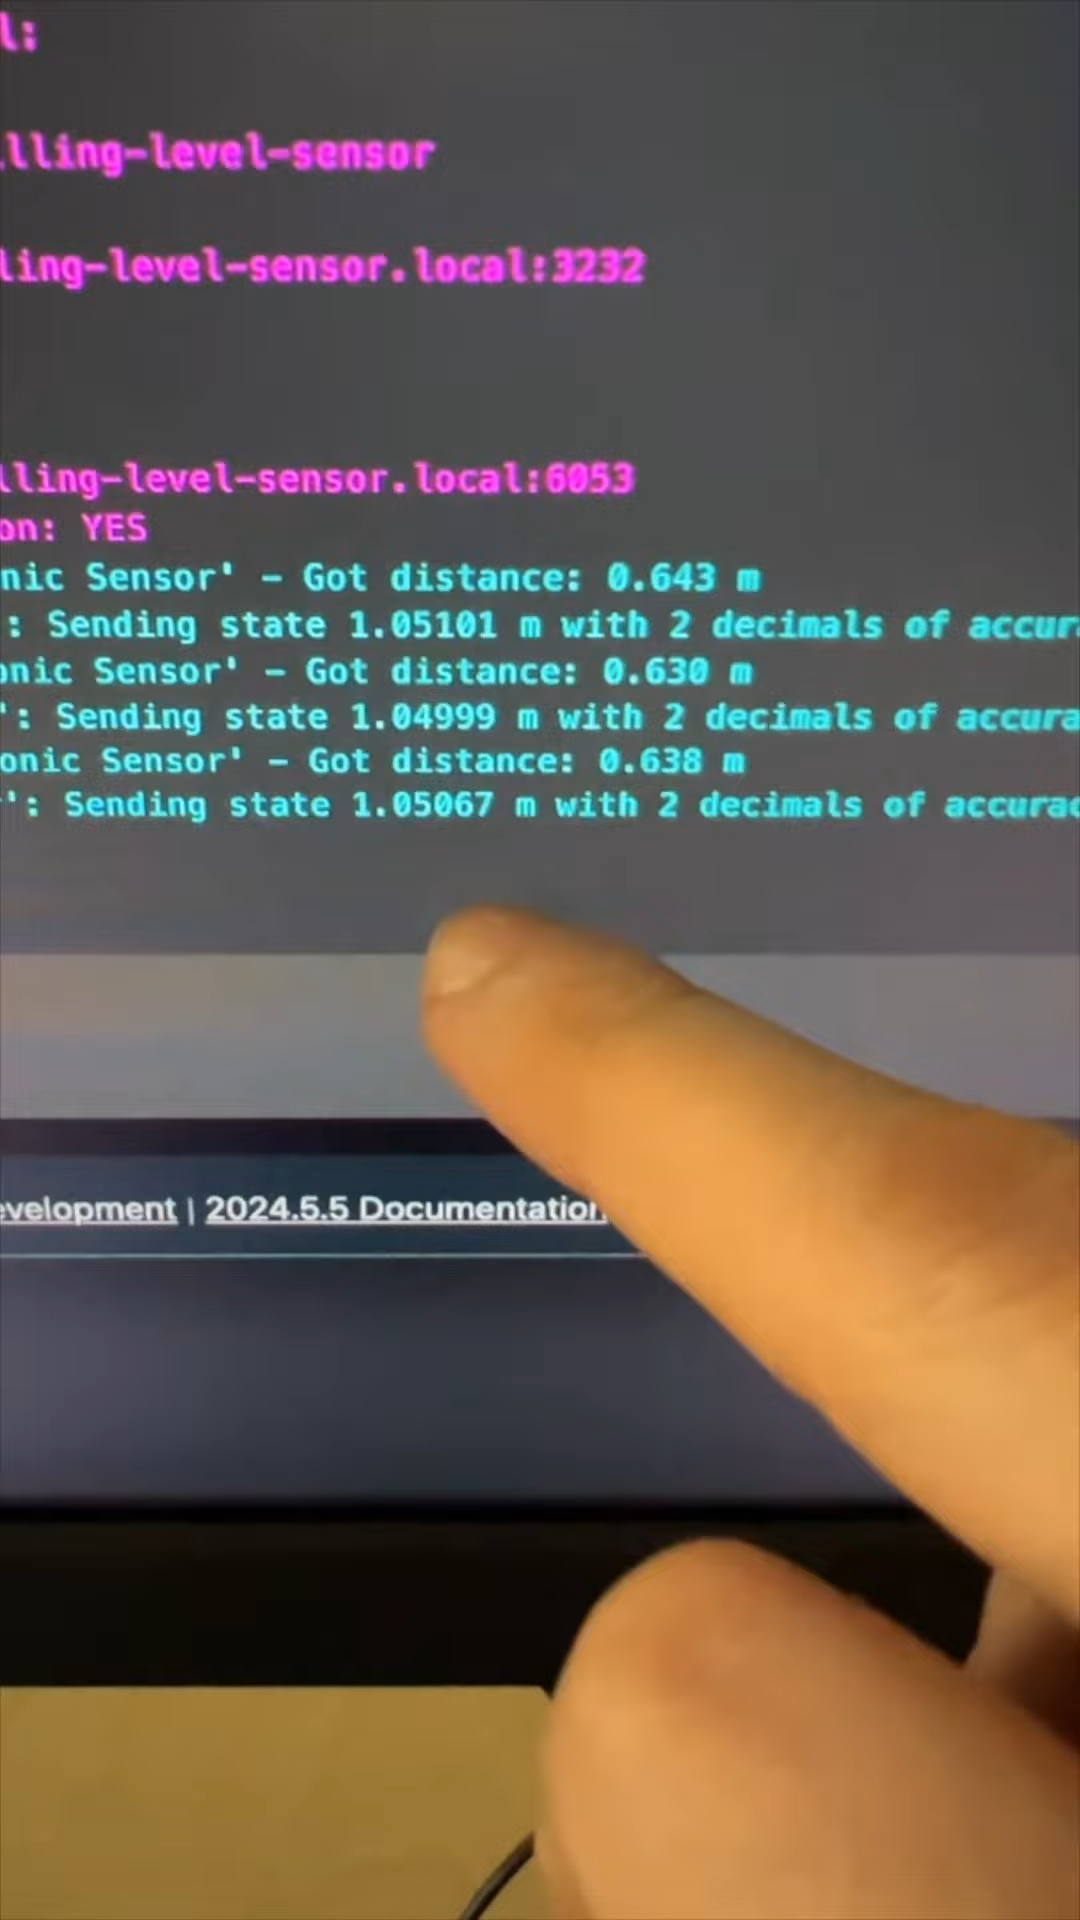 l:
lling-level-sensor
ling-level-sensor.local:3232
lling-level-sensor.local:6053
on: YES
nic Sensor' - Got distance: 0.643 m
: Sending state 1.05101 m with 2 decimals of accur
onic Sensor' - Got distance: 0.630 m
': Sending state 1.04999 m with 2 decimals of accura
onic Sensor' - Got distance: 0.638 m
': Sending state 1.05067 m with 2 decimals of accurac
evelopment | 2024.5.5 Documentation